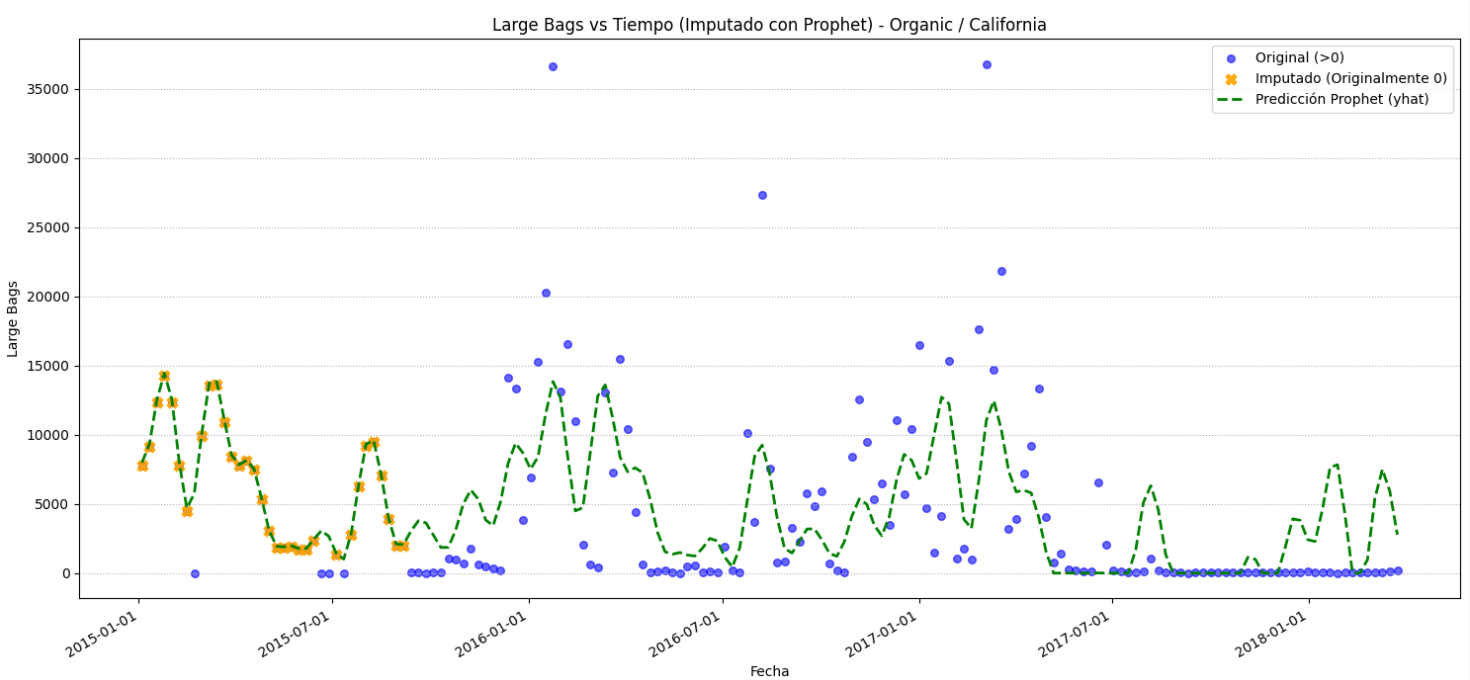 Large Bags vs Tiempo (Imputado con Prophet) - Organic / California
Original (>0)
Imputado (Originalmente 0)
Predicción Prophet (yhat)
Large Bags
35000
30000
25000
20000
15000
10000
5000
0
2015-01-01
2015-07-01
2016-01-01
2016-07-01
2017-01-01
2017-07-01
2018-01-01
Fecha